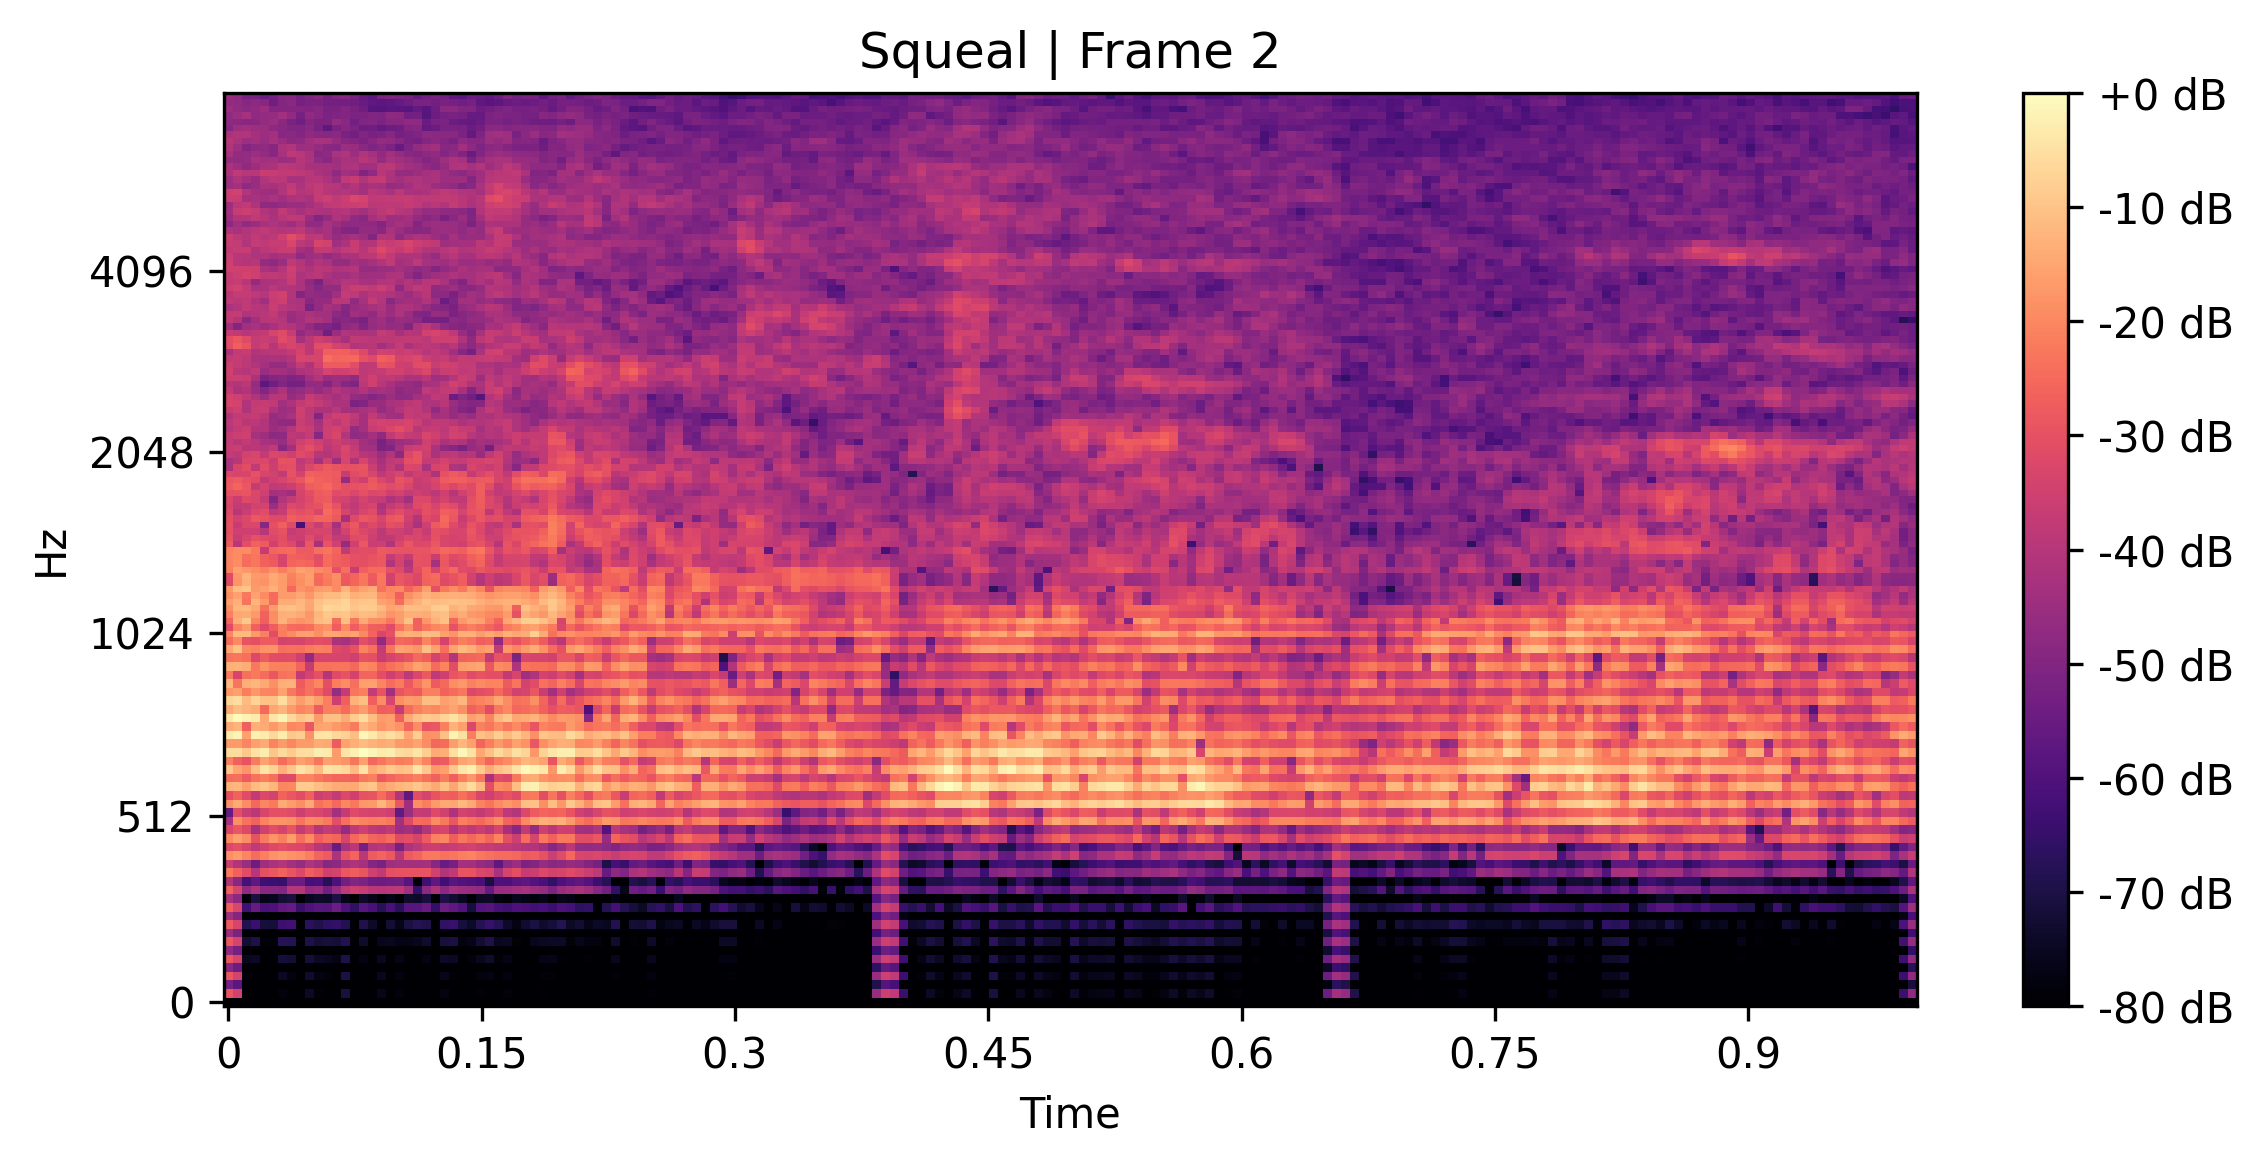 Squeal | Frame 2
Hz
4096
2048
1024
512
0
0 0.15 0.3 0.45 0.6 0.75 0.9
Time
+0 dB
-10 dB
-20 dB
-30 dB
-40 dB
-50 dB
-60 dB
-70 dB
-80 dB